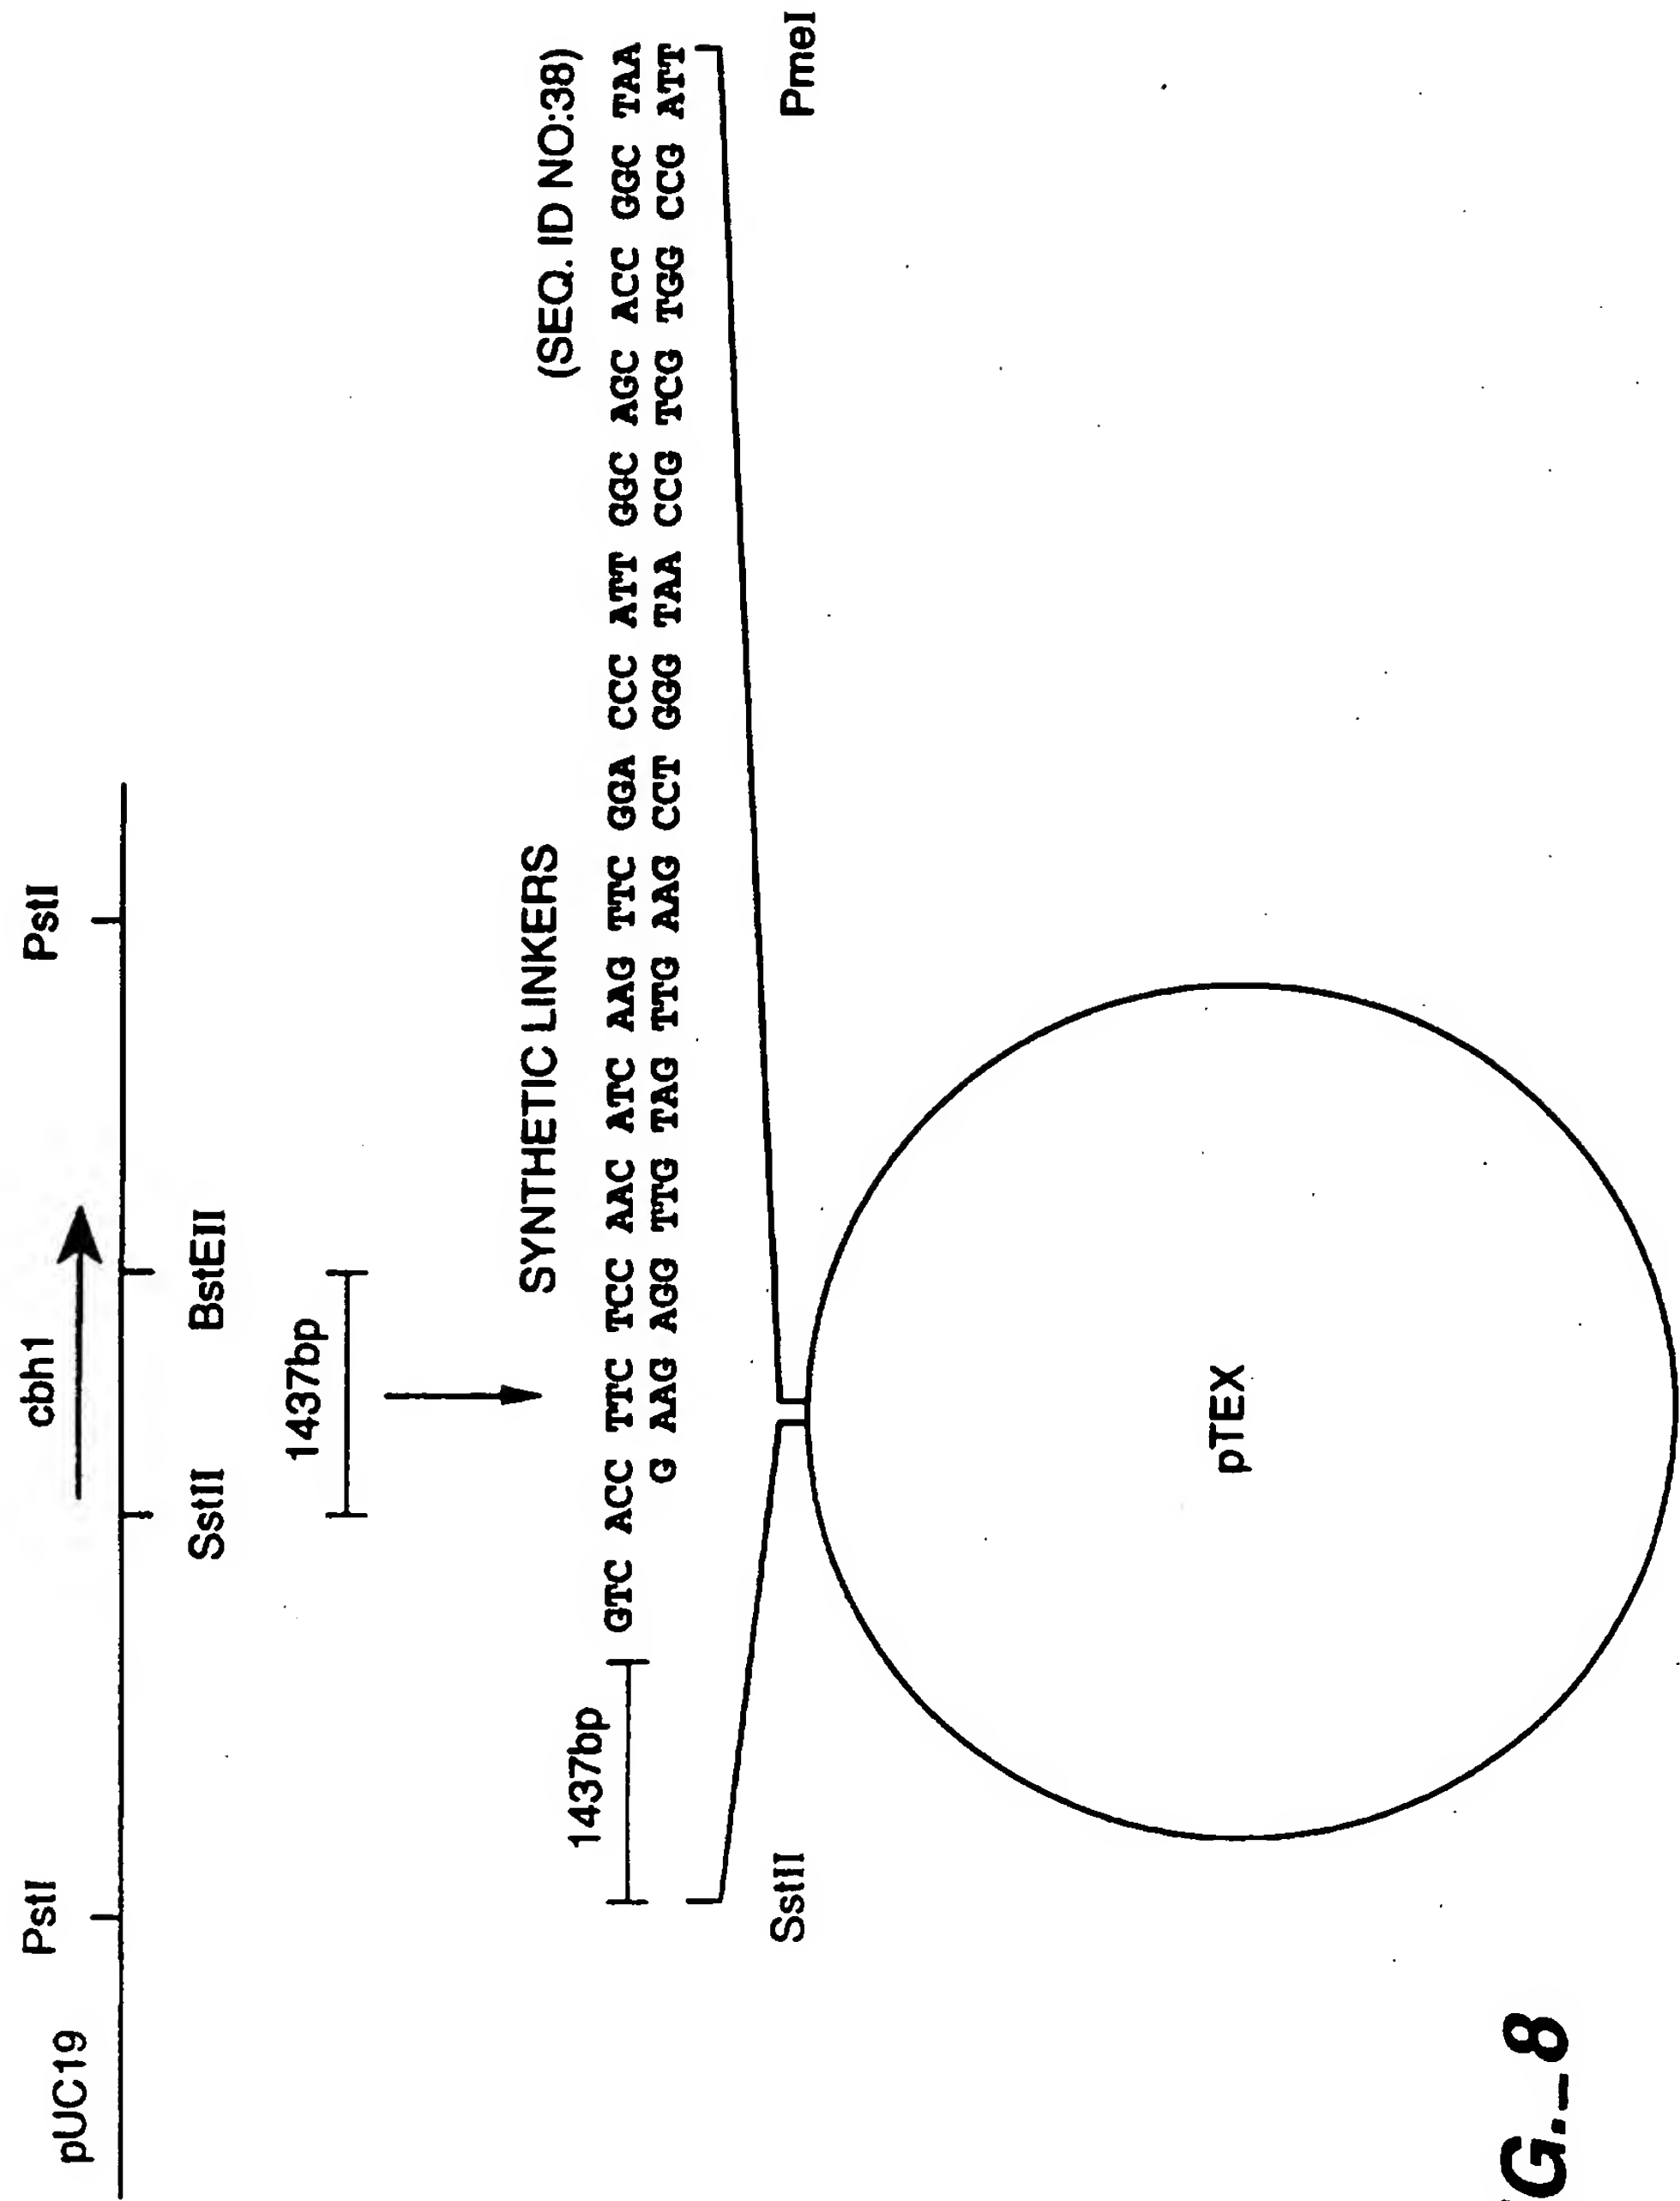 pUC19 PstI cbh1 PstI
SstII BstEII
1437bp
SYNTHETIC LINKERS (SEQ. ID NO:38)
1437bp GTC ACC TTC TCC AAC ATC AAG TTC GGA CCC ATT GGC AGC ACC GGC TAA
G AAG AGG TTG TAG TTG AAG CCT GGG TAA CCG TCG TGG CCG ATT
SstII PmeI
pTEX
G._8